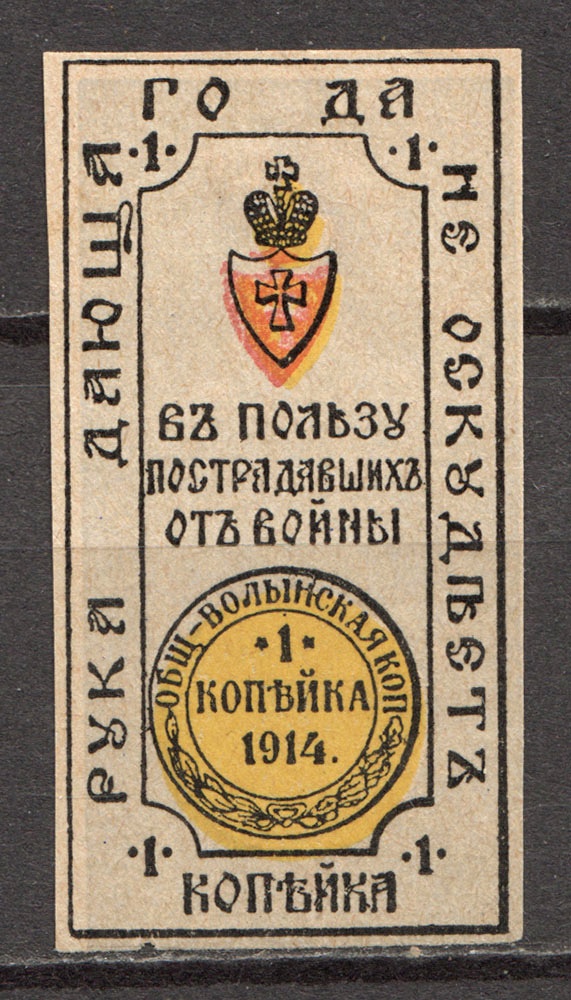 РУКА ДАЮЩА
ГО ДА
НЕ ОСКУДѢЕТЪ
·1· ·1·
ВЪ ПОЛЬЗУ
ПОСТРАДАВШИХЪ
ОТЪ ВОЙНЫ
ОБЩ-ВОЛЫНСКАЯ КОП
·1·
КОПѢЙКА
1914.
·1· ·1·
КОПѢЙКА